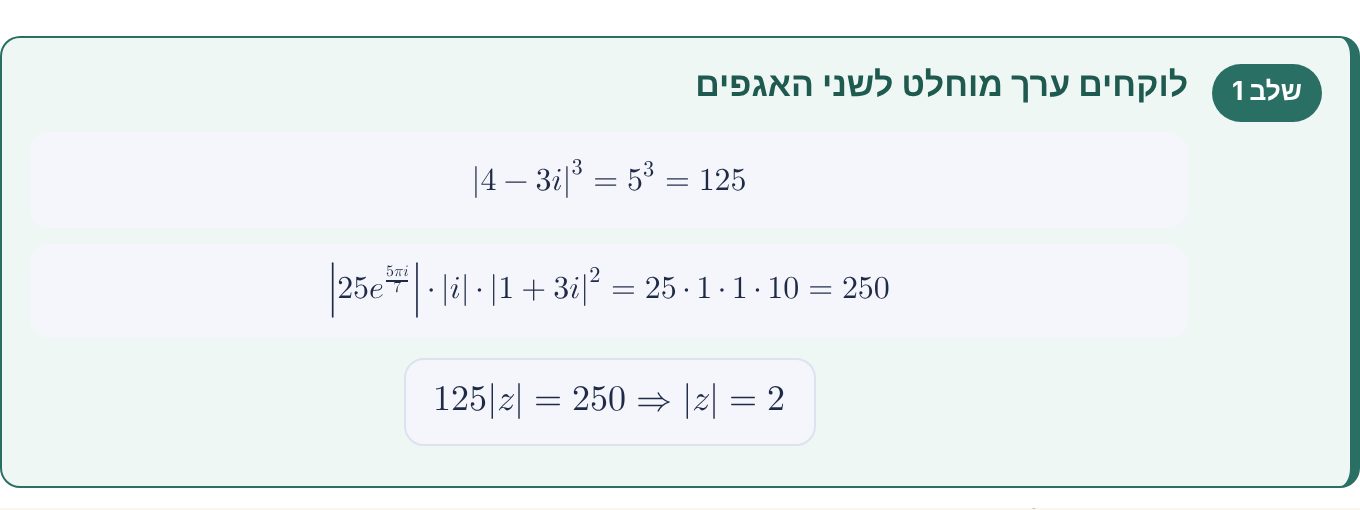 שלב 1 לוקחים ערך מוחלט לשני האגפים
|4 − 3i|³ = 5³ = 125
|25e^{\frac{5πi}{7}}| · |i| · |1 + 3i|² = 25 · 1 · 1 · 10 = 250
125|z| = 250 ⇒ |z| = 2